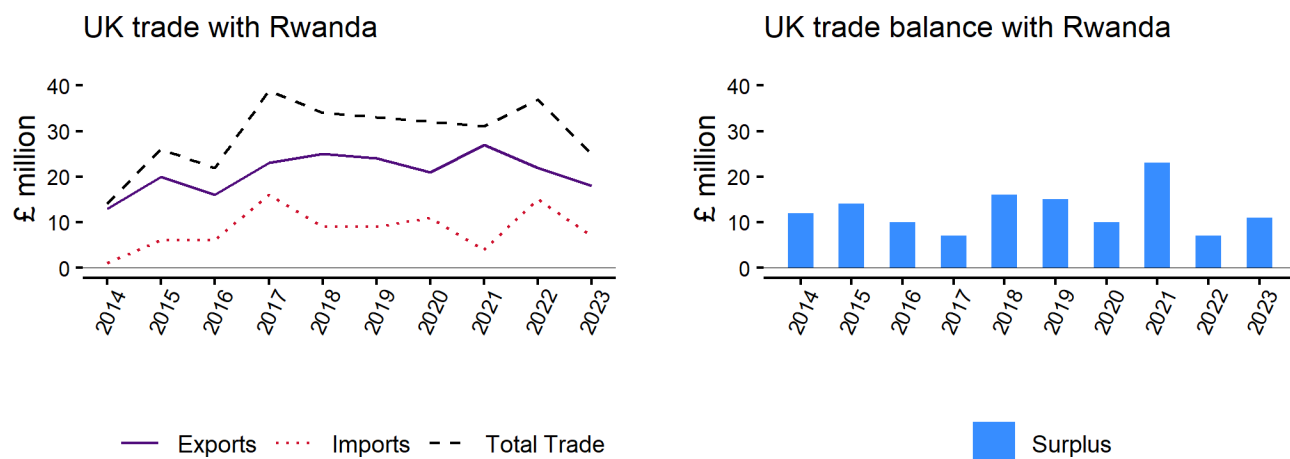 UK trade with Rwanda
£ million
40
30
20
10
0
2014 2015 2016 2017 2018 2019 2020 2021 2022 2023
Exports Imports Total Trade
UK trade balance with Rwanda
£ million
40
30
20
10
0
2014 2015 2016 2017 2018 2019 2020 2021 2022 2023
Surplus